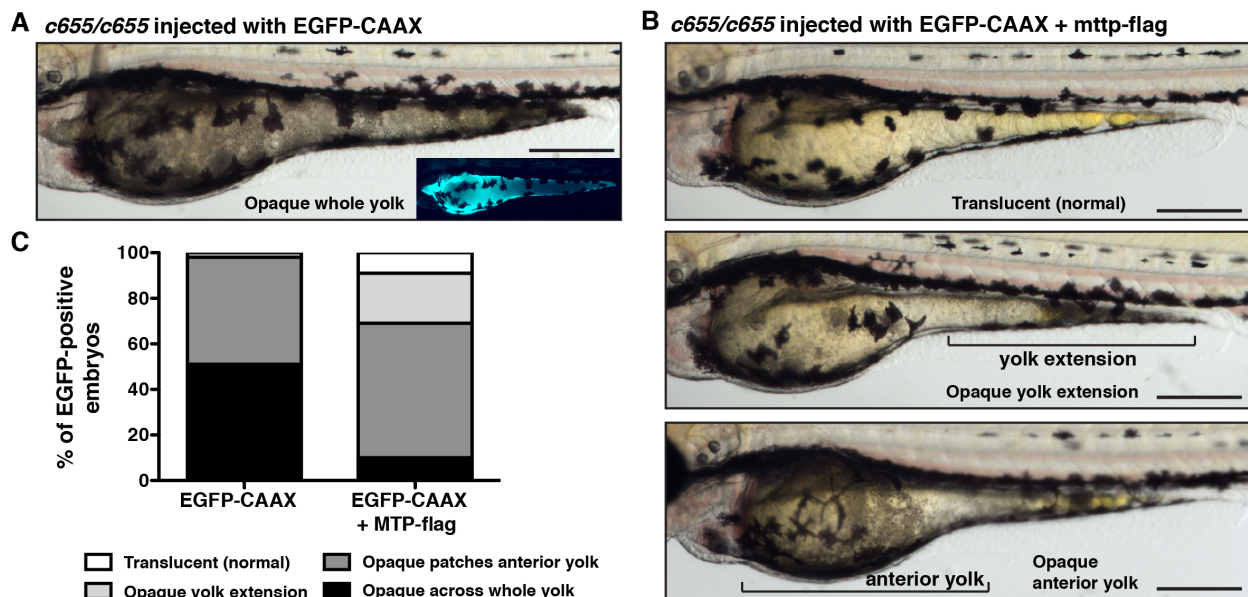 A
c655/c655 injected with EGFP-CAAX
Opaque whole yolk
B
c655/c655 injected with EGFP-CAAX + mttp-flag
Translucent (normal)
yolk extension
Opaque yolk extension
anterior yolk
Opaque
anterior yolk
C
% of EGFP-positive
embryos
100
80
60
40
20
0
EGFP-CAAX
EGFP-CAAX
+ MTP-flag
Translucent (normal)
Opaque patches anterior yolk
Opaque yolk extension
Opaque across whole yolk